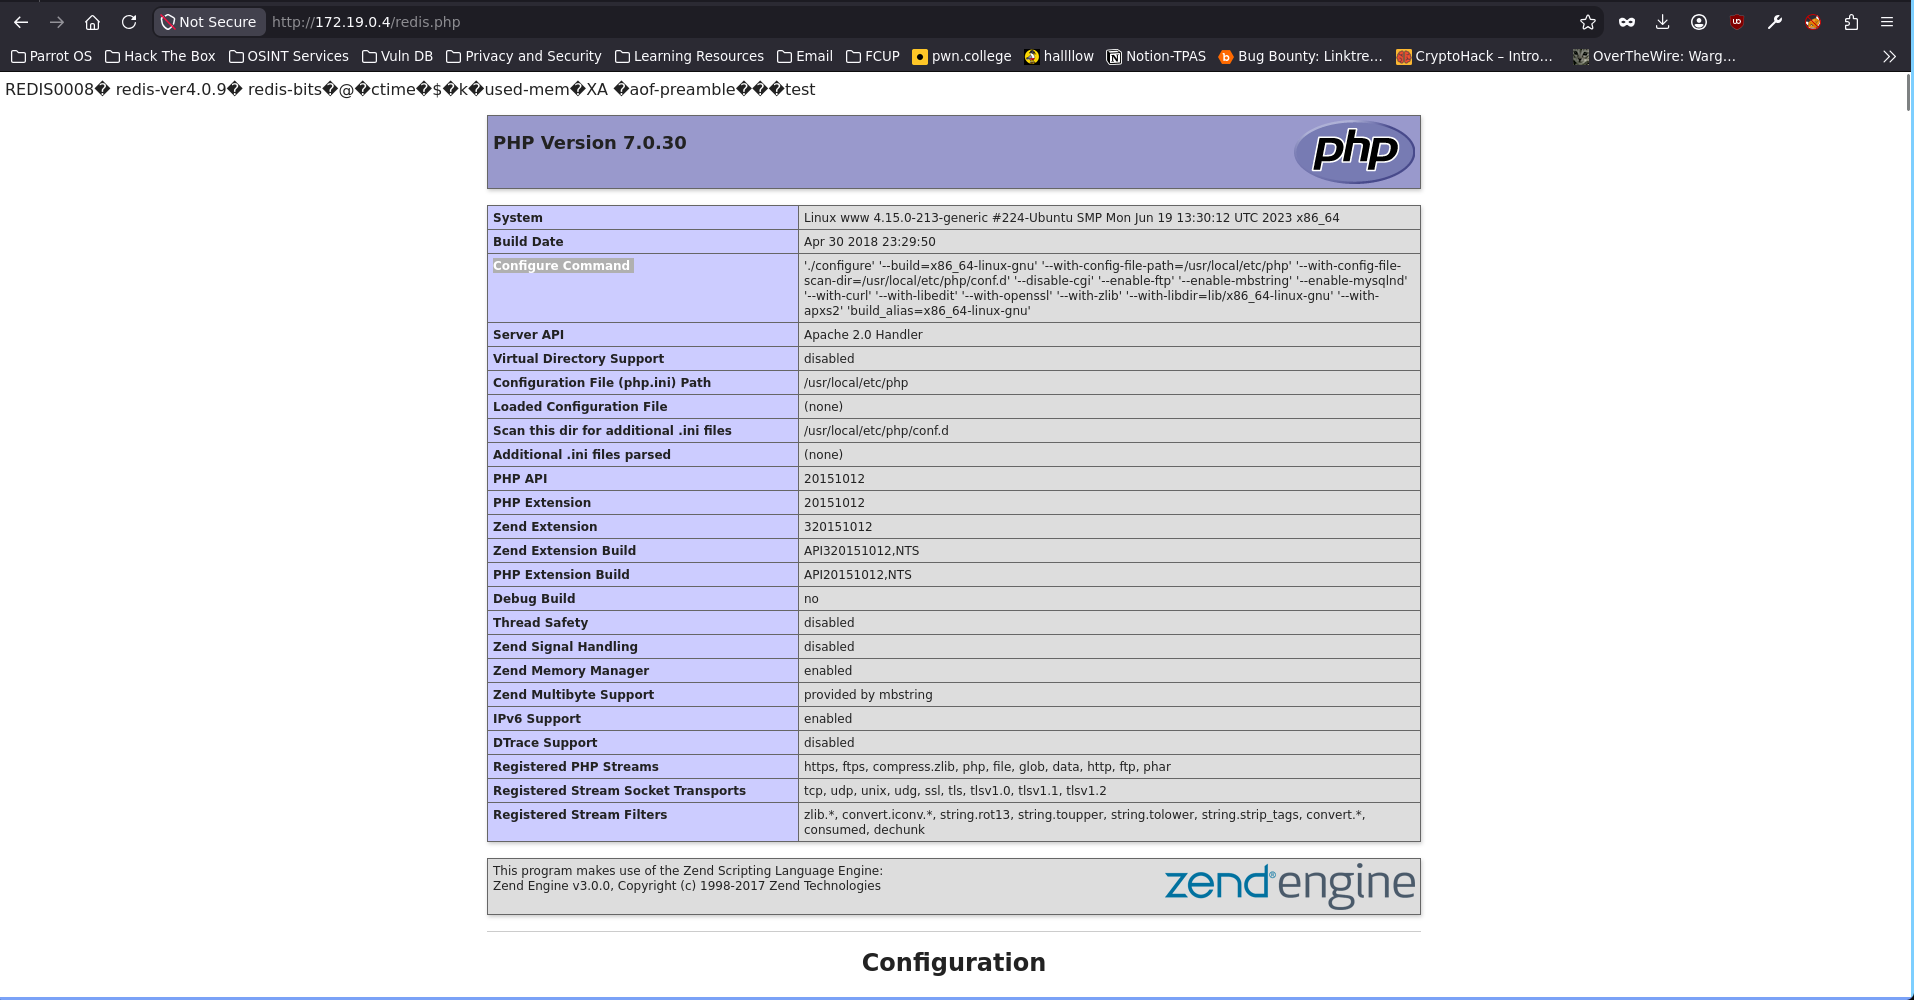 Not Secure http://172.19.0.4/redis.php
Parrot OS Hack The Box OSINT Services Vuln DB Privacy and Security Learning Resources Email FCUP pwn.college hallllow Notion-TPAS Bug Bounty: Linktre… CryptoHack – Intro… OverTheWire: Warg…
REDIS0008� redis-ver4.0.9� redis-bits�@�ctime�$�k�used-mem�XA �aof-preamble���test
PHP Version 7.0.30
php
System Linux www 4.15.0-213-generic #224-Ubuntu SMP Mon Jun 19 13:30:12 UTC 2023 x86_64
Build Date Apr 30 2018 23:29:50
Configure Command './configure' '--build=x86_64-linux-gnu' '--with-config-file-path=/usr/local/etc/php' '--with-config-file-
scan-dir=/usr/local/etc/php/conf.d' '--disable-cgi' '--enable-ftp' '--enable-mbstring' '--enable-mysqlnd'
'--with-curl' '--with-libedit' '--with-openssl' '--with-zlib' '--with-libdir=lib/x86_64-linux-gnu' '--with-
apxs2' 'build_alias=x86_64-linux-gnu'
Server API Apache 2.0 Handler
Virtual Directory Support disabled
Configuration File (php.ini) Path /usr/local/etc/php
Loaded Configuration File (none)
Scan this dir for additional .ini files /usr/local/etc/php/conf.d
Additional .ini files parsed (none)
PHP API 20151012
PHP Extension 20151012
Zend Extension 320151012
Zend Extension Build API320151012,NTS
PHP Extension Build API20151012,NTS
Debug Build no
Thread Safety disabled
Zend Signal Handling disabled
Zend Memory Manager enabled
Zend Multibyte Support provided by mbstring
IPv6 Support enabled
DTrace Support disabled
Registered PHP Streams https, ftps, compress.zlib, php, file, glob, data, http, ftp, phar
Registered Stream Socket Transports tcp, udp, unix, udg, ssl, tls, tlsv1.0, tlsv1.1, tlsv1.2
Registered Stream Filters zlib.*, convert.iconv.*, string.rot13, string.toupper, string.tolower, string.strip_tags, convert.*,
consumed, dechunk
This program makes use of the Zend Scripting Language Engine:
Zend Engine v3.0.0, Copyright (c) 1998-2017 Zend Technologies
zend®engine
Configuration